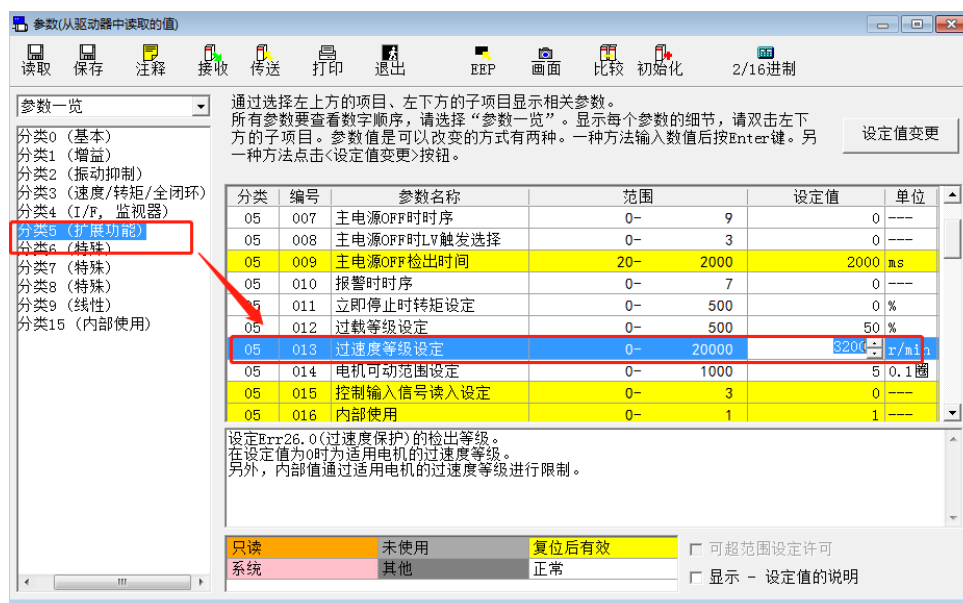 参数(从驱动器中读取的值)
读取 保存 注释 接收 传送 打印 退出 EEP 画面 比较 初始化 2/16进制
参数一览
通过选择左上方的项目、左下方的子项目显示相关参数。
所有参数要查看数字顺序，请选择“参数一览”。显示每个参数的细节，请双击左下
方的子项目。参数值是可以改变的方式有两种。一种方法输入数值后按Enter键。另
一种方法点击<设定值变更>按钮。
设定值变更
分类0 (基本)
分类1 (增益)
分类2 (振动抑制)
分类3 (速度/转矩/全闭环)
分类4 (I/F, 监视器)
分类5 (扩展功能)
分类6 (特殊)
分类7 (特殊)
分类8 (特殊)
分类9 (线性)
分类15 (内部使用)
分类 编号 参数名称 范围 设定值 单位
05 007 主电源OFF时时序 0- 9 0 ---
05 008 主电源OFF时LV触发选择 0- 3 0 ---
05 009 主电源OFF检出时间 20- 2000 2000 ms
05 010 报警时时序 0- 7 0 ---
05 011 立即停止时转矩设定 0- 500 0 %
05 012 过载等级设定 0- 500 50 %
05 013 过速度等级设定 0- 20000 3200 r/min
05 014 电机可动范围设定 0- 1000 5 0.1圈
05 015 控制输入信号读入设定 0- 3 0 ---
05 016 内部使用 0- 1 1 ---
设定Err26.0(过速度保护)的检出等级。
在设定值为0时为适用电机的过速度等级。
另外，内部值通过适用电机的过速度等级进行限制。
只读 未使用 复位后有效
系统 其他 正常
可超范围设定许可
显示 - 设定值的说明